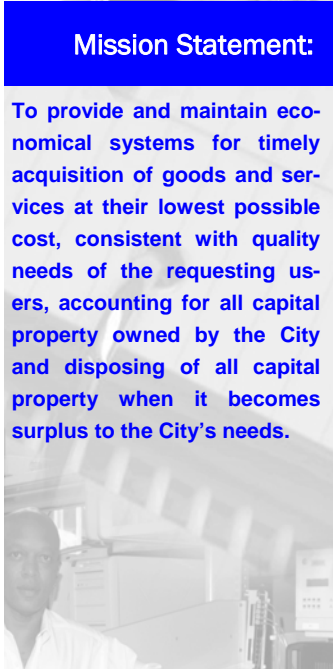 Mission Statement:
To provide and maintain eco-
nomical systems for timely
acquisition of goods and ser-
vices at their lowest possible
cost, consistent with quality
needs of the requesting us-
ers, accounting for all capital
property owned by the City
and disposing of all capital
property when it becomes
surplus to the City's needs.